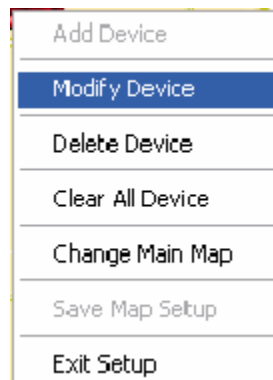 Add Device
Modify Device
Delete Device
Clear All Device
Change Main Map
Save Map Setup
Exit Setup